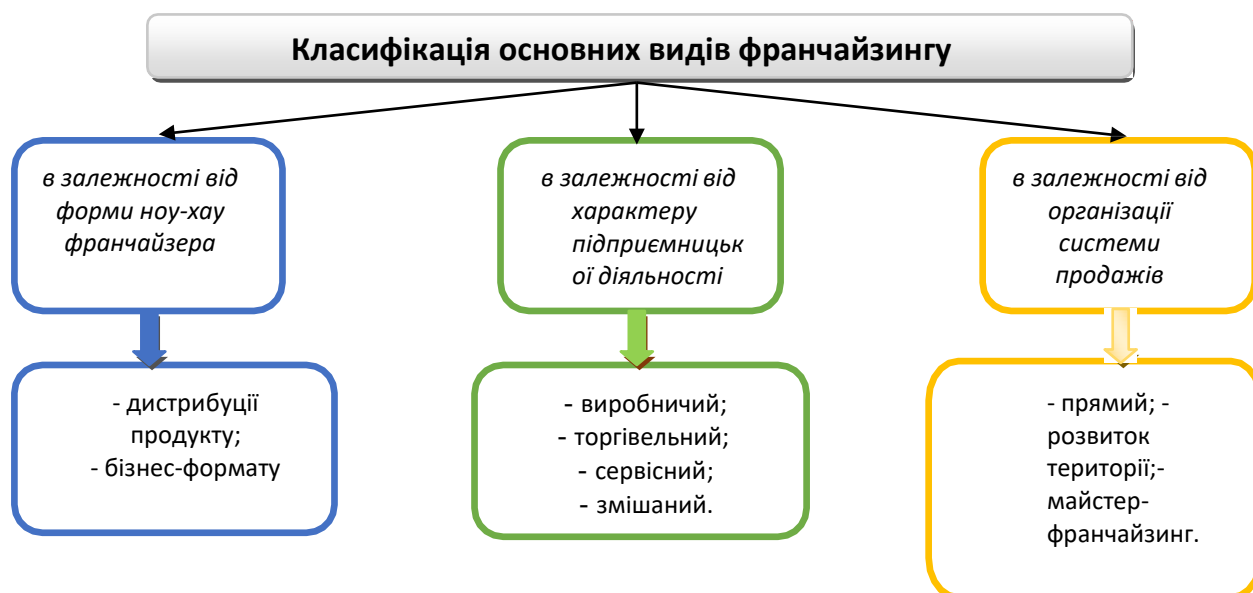 Класифікація основних видів франчайзингу
в залежності від
форми ноу-хау
франчайзера
в залежності від
характеру
підприємницьк
ої діяльності
в залежності від
організації
системи
продажів
- дистрибуції
продукту;
- бізнес-формату
- виробничий;
- торгівельний;
- сервісний;
- змішаний.
- прямий; -
розвиток
території;-
майстер-
франчайзинг.